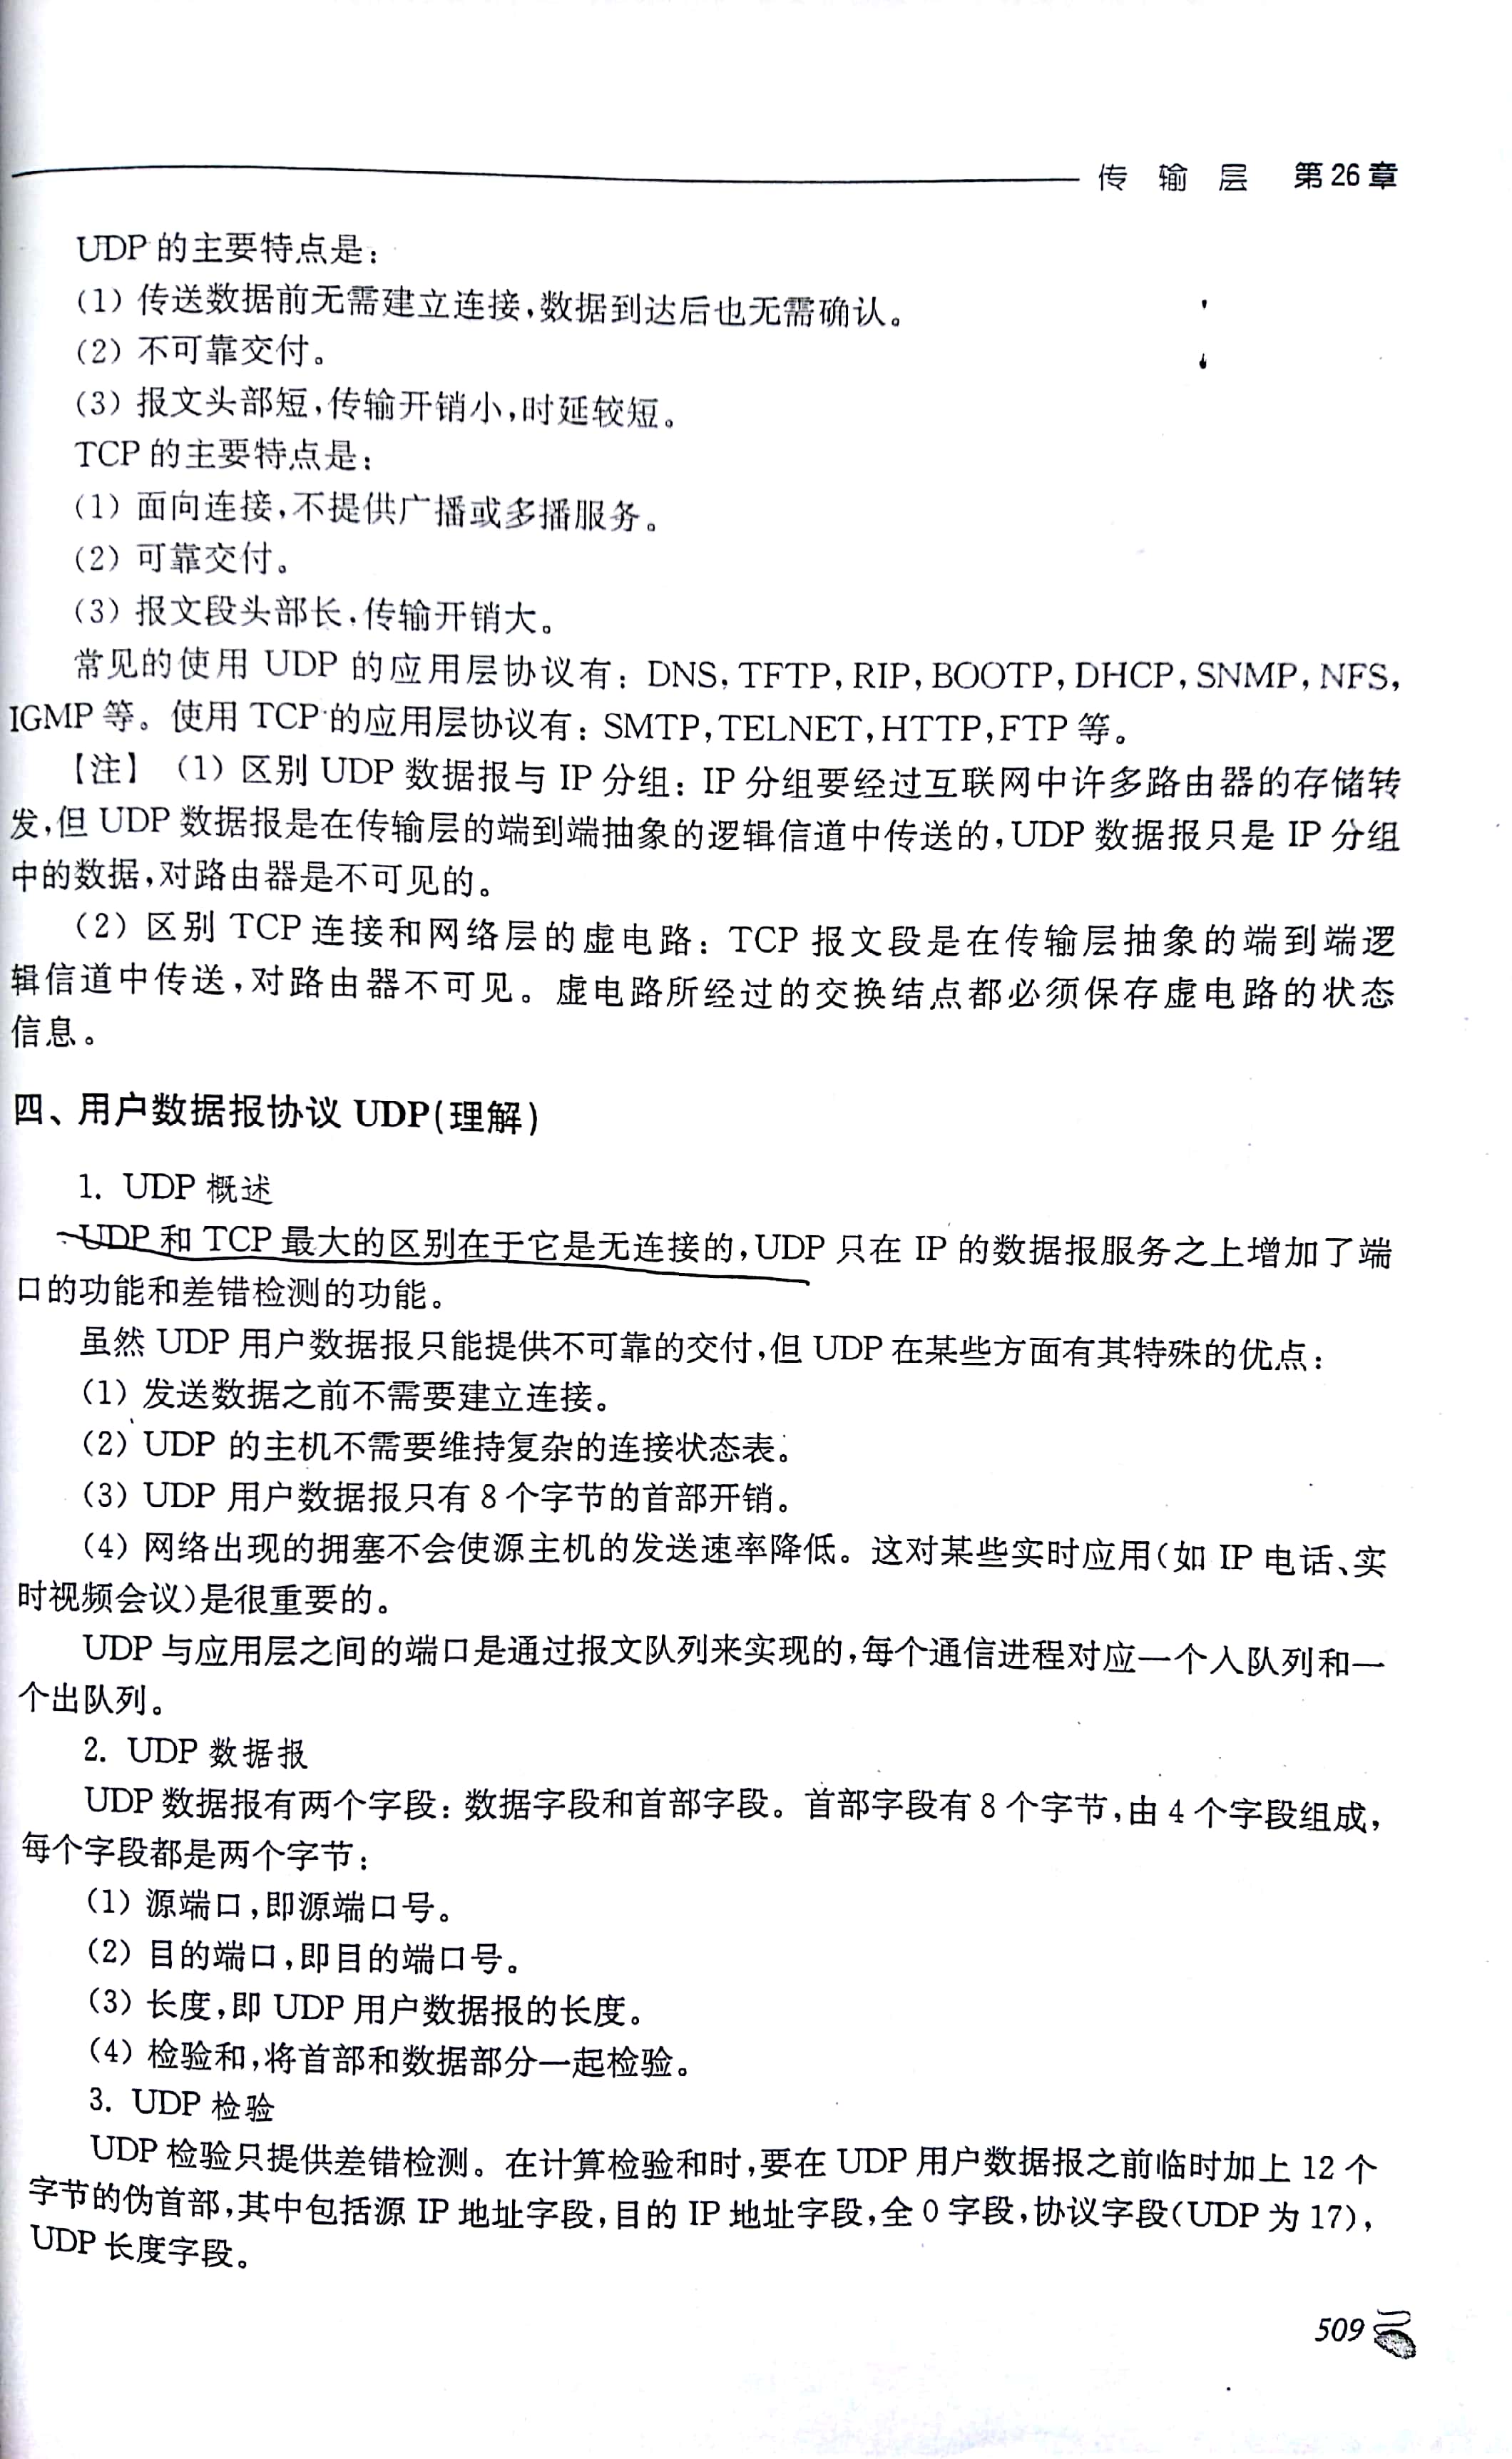 传 输 层 第26章
UDP 的主要特点是：
（1）传送数据前无需建立连接，数据到达后也无需确认。
（2）不可靠交付。
（3）报文头部短，传输开销小，时延较短。
TCP 的主要特点是：
（1）面向连接，不提供广播或多播服务。
（2）可靠交付。
（3）报文段头部长，传输开销大。
常见的使用 UDP 的应用层协议有：DNS，TFTP，RIP，BOOTP，DHCP，SNMP，NFS，
IGMP 等。使用 TCP 的应用层协议有：SMTP，TELNET，HTTP，FTP 等。
【注】（1）区别 UDP 数据报与 IP 分组：IP 分组要经过互联网中许多路由器的存储转
发，但 UDP 数据报是在传输层的端到端抽象的逻辑信道中传送的，UDP 数据报只是 IP 分组
中的数据，对路由器是不可见的。
（2）区别 TCP 连接和网络层的虚电路：TCP 报文段是在传输层抽象的端到端逻
辑信道中传送，对路由器不可见。虚电路所经过的交换结点都必须保存虚电路的状态
信息。
四、用户数据报协议 UDP(理解)
1. UDP 概述
UDP 和 TCP 最大的区别在于它是无连接的，UDP 只在 IP 的数据报服务之上增加了端
口的功能和差错检测的功能。
虽然 UDP 用户数据报只能提供不可靠的交付，但 UDP 在某些方面有其特殊的优点：
（1）发送数据之前不需要建立连接。
（2）UDP 的主机不需要维持复杂的连接状态表。
（3）UDP 用户数据报只有 8 个字节的首部开销。
（4）网络出现的拥塞不会使源主机的发送速率降低。这对某些实时应用（如 IP 电话、实
时视频会议）是很重要的。
UDP 与应用层之间的端口是通过报文队列来实现的，每个通信进程对应一个入队列和一
个出队列。
2. UDP 数据报
UDP 数据报有两个字段：数据字段和首部字段。首部字段有 8 个字节，由 4 个字段组成，
每个字段都是两个字节：
（1）源端口，即源端口号。
（2）目的端口，即目的端口号。
（3）长度，即 UDP 用户数据报的长度。
（4）检验和，将首部和数据部分一起检验。
3. UDP 检验
UDP 检验只提供差错检测。在计算检验和时，要在 UDP 用户数据报之前临时加上 12 个
字节的伪首部，其中包括源 IP 地址字段，目的 IP 地址字段，全 0 字段，协议字段（UDP 为 17），
UDP 长度字段。
509